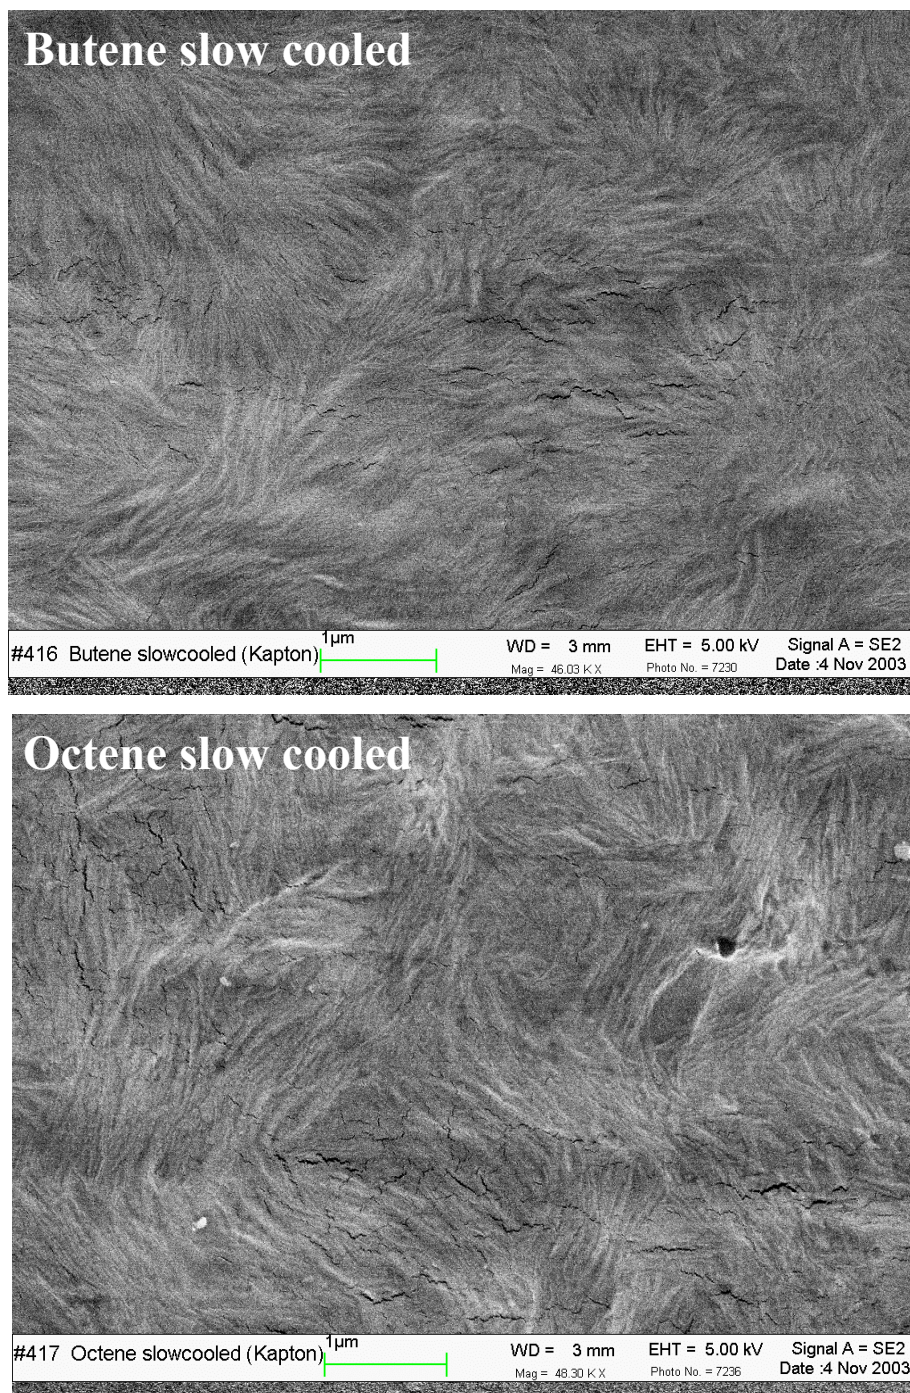 Butene slow cooled
1µm
#416 Butene slowcooled (Kapton)
WD = 3 mm
EHT = 5.00 kV
Signal A = SE2
Mag = 46.03 K X
Photo No. = 7230
Date :4 Nov 2003
Octene slow cooled
1µm
#417 Octene slowcooled (Kapton)
WD = 3 mm
EHT = 5.00 kV
Signal A = SE2
Mag = 48.30 K X
Photo No. = 7236
Date :4 Nov 2003